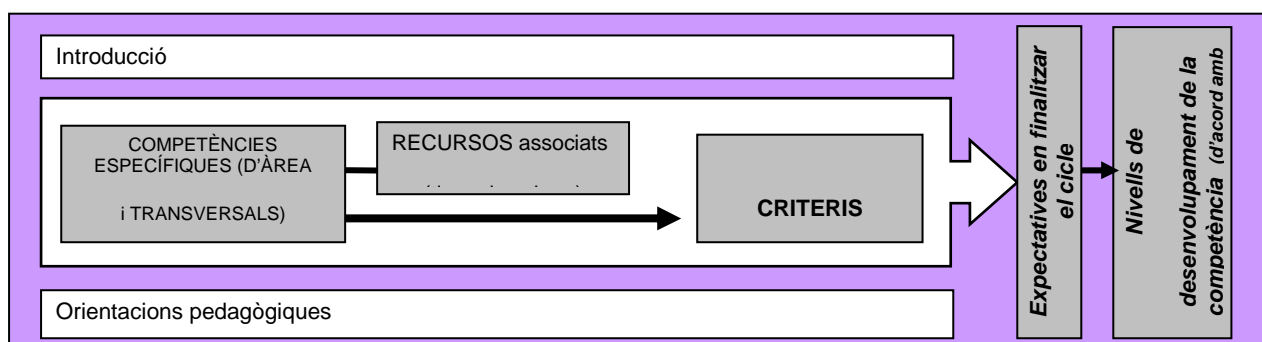 Introducció
COMPETÈNCIES
ESPECÍFIQUES (D'ÀREA
i TRANSVERSALS)
RECURSOS associats
CRITERIS
Orientacions pedagògiques
Expectatives en finalitzar
el cicle
Nivells de
desenvolupament de la
competència (d'acord amb